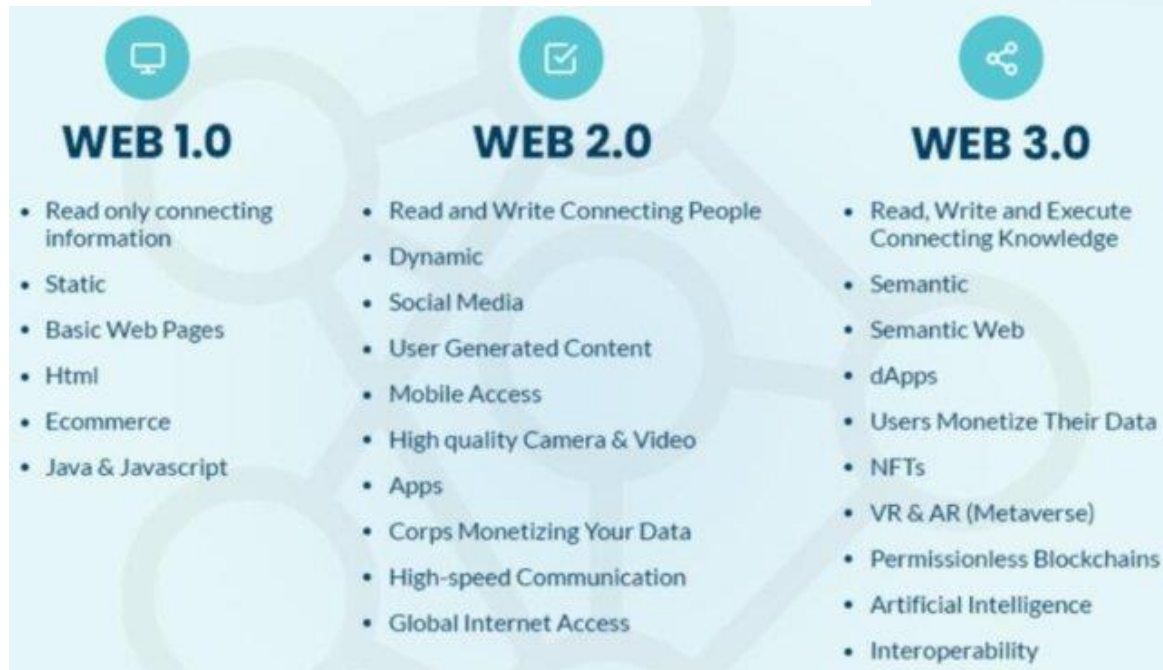 WEB 1.0
• Read only connecting
information
• Static
• Basic Web Pages
• Html
• Ecommerce
• Java & Javascript
WEB 2.0
• Read and Write Connecting People
• Dynamic
• Social Media
• User Generated Content
• Mobile Access
• High quality Camera & Video
• Apps
• Corps Monetizing Your Data
• High-speed Communication
• Global Internet Access
WEB 3.0
• Read, Write and Execute
Connecting Knowledge
• Semantic
• Semantic Web
• dApps
• Users Monetize Their Data
• NFTs
• VR & AR (Metaverse)
• Permissionless Blockchains
• Artificial Intelligence
• Interoperability